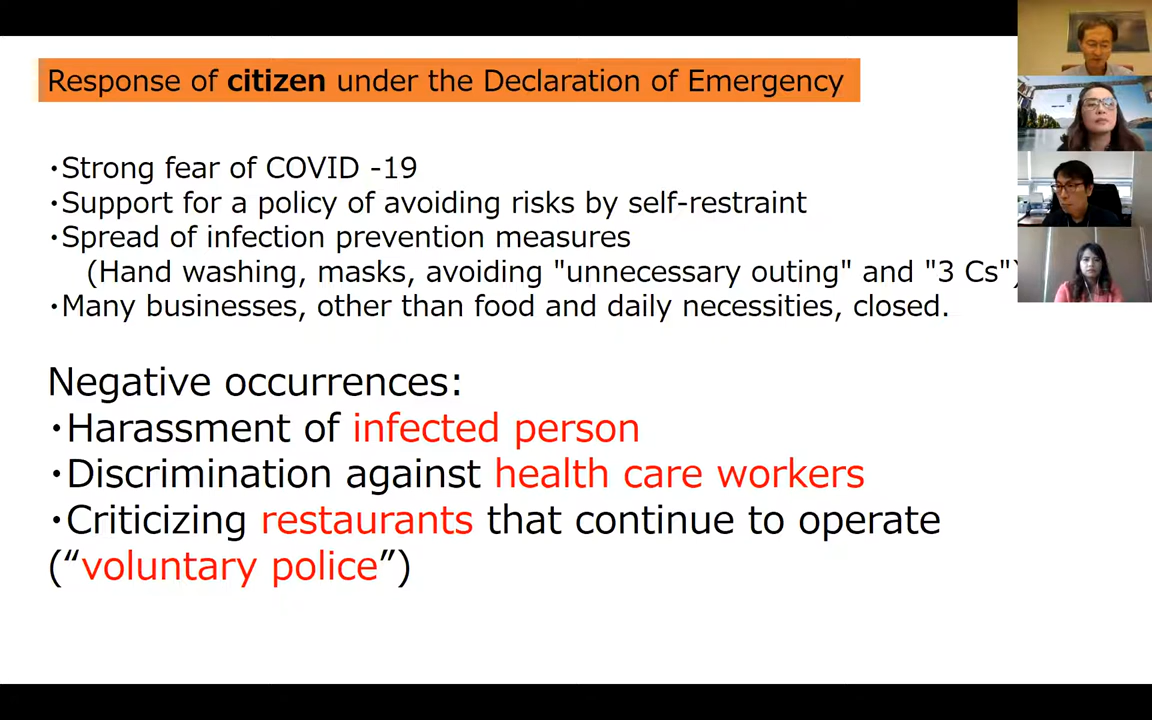 Response of citizen under the Declaration of Emergency
・Strong fear of COVID -19
・Support for a policy of avoiding risks by self-restraint
・Spread of infection prevention measures
(Hand washing, masks, avoiding "unnecessary outing" and "3 Cs")
・Many businesses, other than food and daily necessities, closed.
Negative occurrences:
・Harassment of infected person
・Discrimination against health care workers
・Criticizing restaurants that continue to operate
(“voluntary police”)